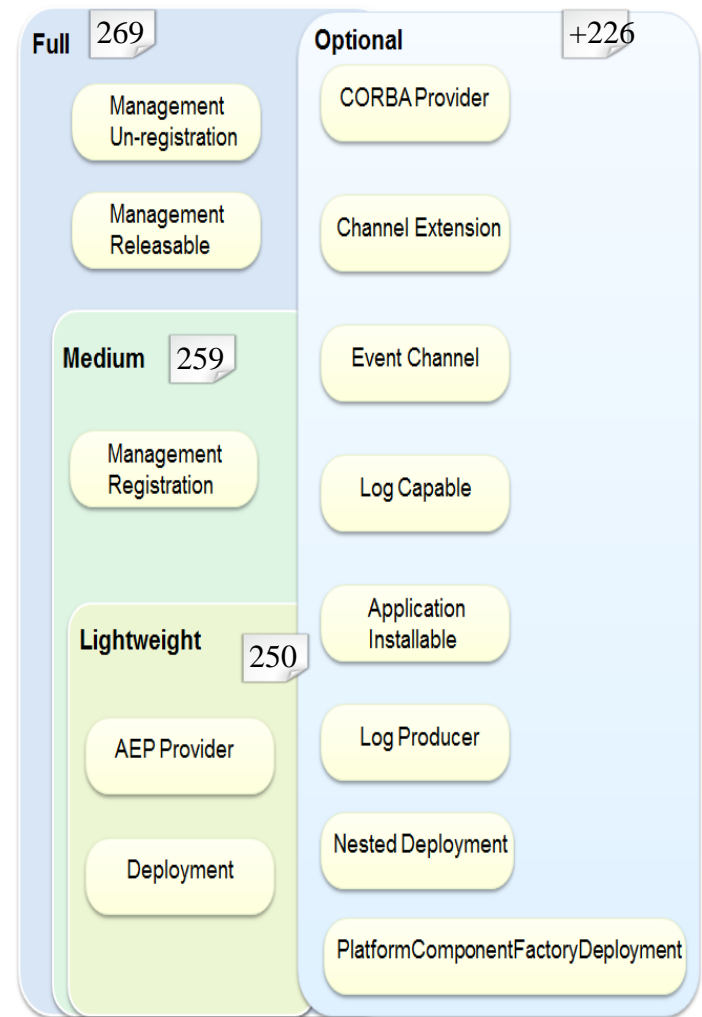 Full
269
Management
Un-registration
Management
Releasable
Medium
259
Management
Registration
Lightweight
250
AEP Provider
Deployment
Optional
+226
CORBA Provider
Channel Extension
Event Channel
Log Capable
Application
Installable
Log Producer
Nested Deployment
PlatformComponentFactoryDeployment